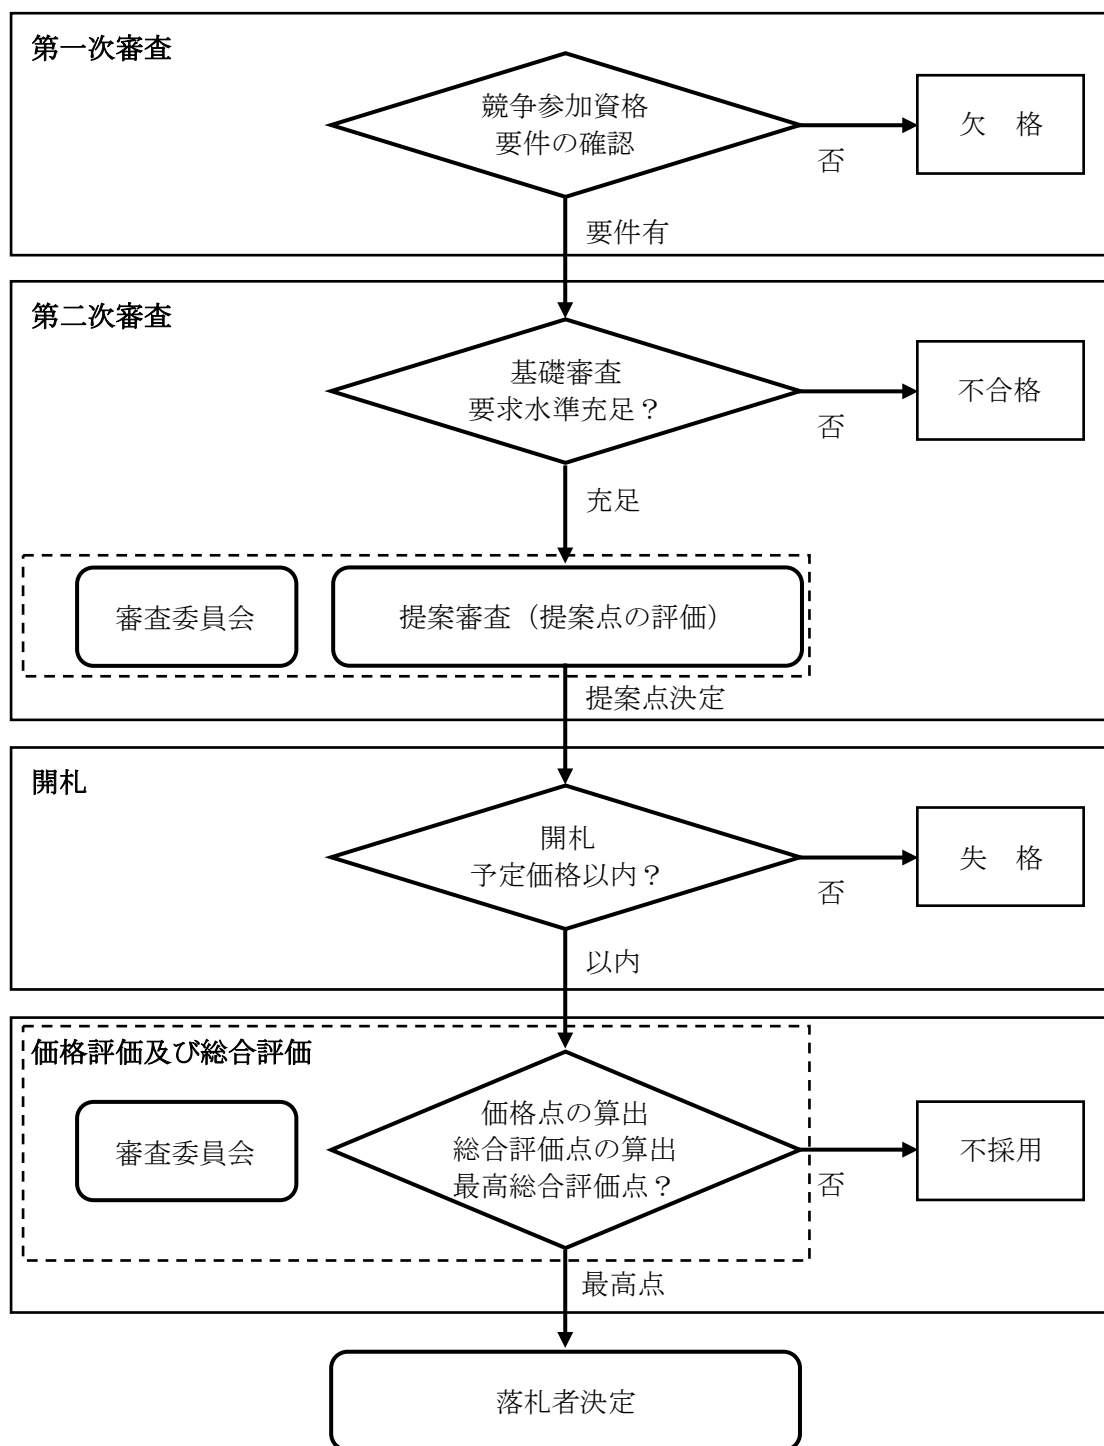 第一次審査
競争参加資格
要件の確認
否
欠　格
要件有
第二次審査
基礎審査
要求水準充足？
否
不合格
充足
審査委員会
提案審査（提案点の評価）
提案点決定
開札
開札
予定価格以内？
否
失　格
以内
価格評価及び総合評価
審査委員会
価格点の算出
総合評価点の算出
最高総合評価点？
否
不採用
最高点
落札者決定